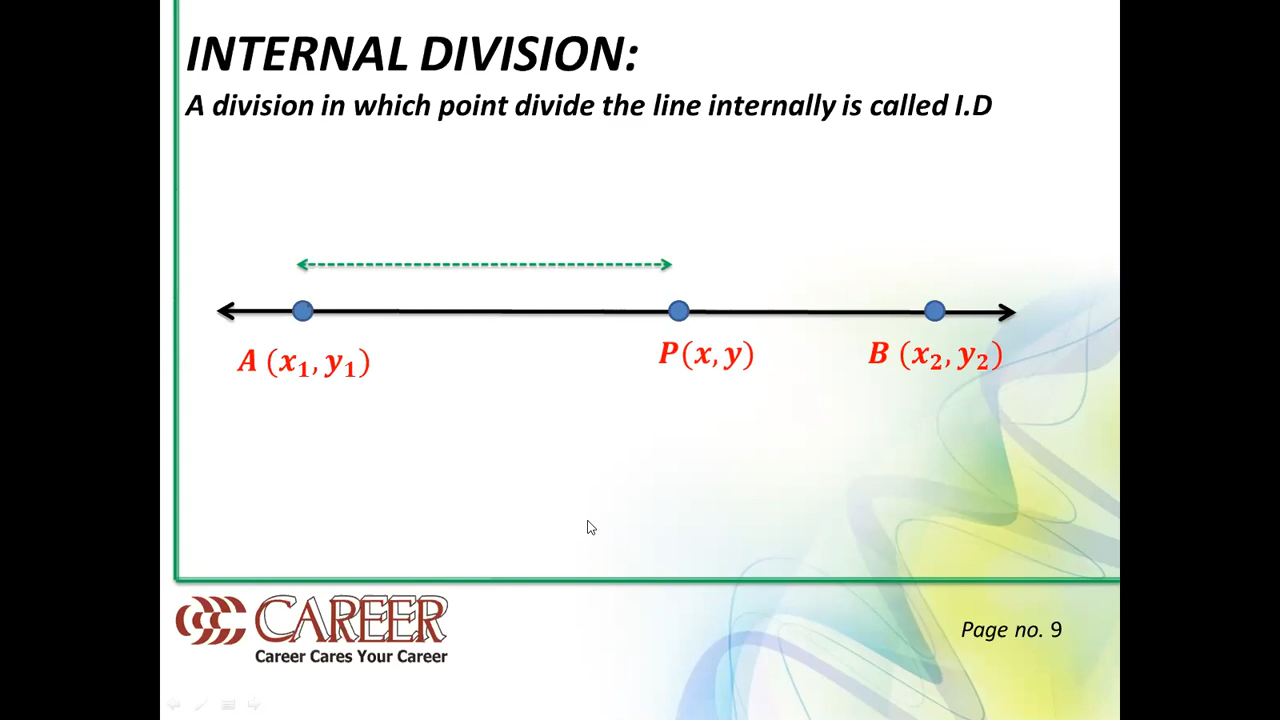 INTERNAL DIVISION:
A division in which point divide the line internally is called I.D
A (x₁, y₁) P(x, y) B (x₂, y₂)
CAREER
Career Cares Your Career
Page no. 9